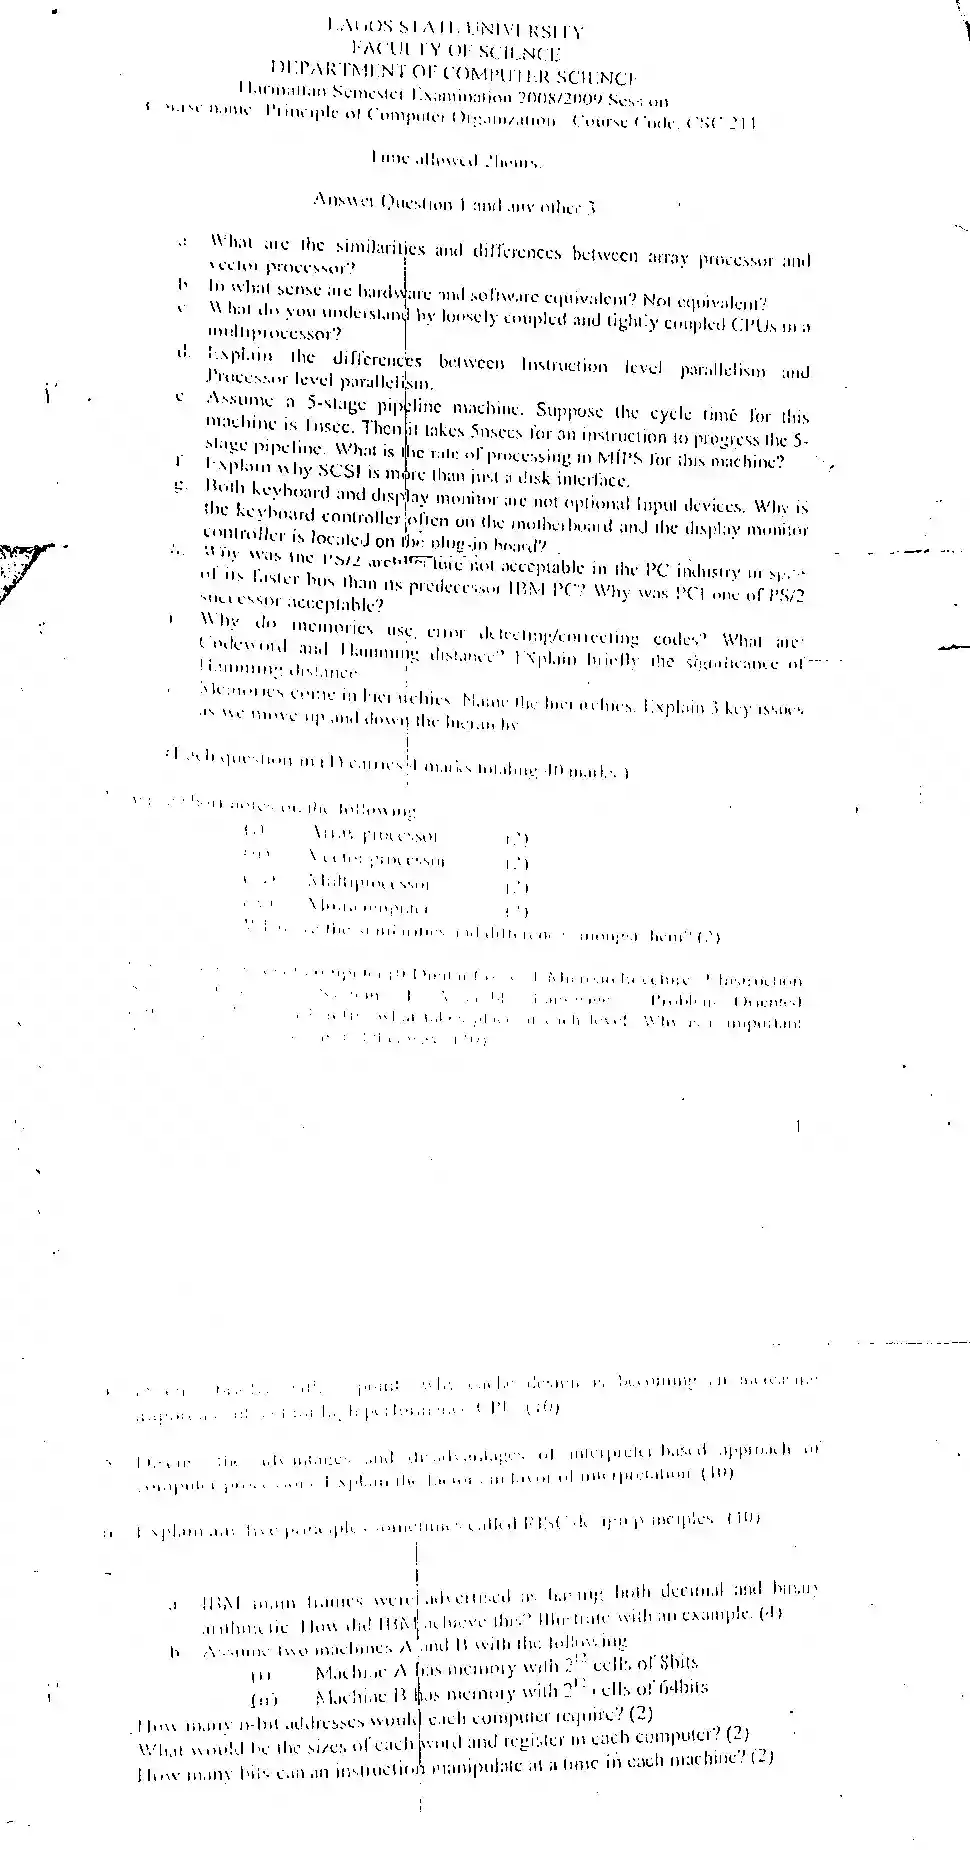 LAGOS STATE UNIVERSITY
FACULTY OF SCIENCE
DEPARTMENT OF COMPUTER SCIENCE
Harmattan Semester Examination 2008/2009 Session
Course name: Principle of Computer Organization Course Code: CSC 211
Time allowed 2hours.
Answer Question 1 and any other 3
a What are the similarities and differences between array processor and
vector processor?
b In what sense are hardware and software equivalent? Not equivalent?
c What do you understand by loosely coupled and tightly coupled CPUs in a
multiprocessor?
d. Explain the differences between Instruction level parallelism and
Processor level parallelism.
e Assume a 5-stage pipeline machine. Suppose the cycle time for this
machine is 1nsec. Then it takes 5nsecs for an instruction to progress the 5-
stage pipeline. What is the rate of processing in MIPS for this machine?
f Explain why SCSI is more than just a disk interface.
g. Both keyboard and display monitor are not optional Input devices. Why is
the keyboard controller often on the motherboard and the display monitor
controller is located on the plug-in board?
h. Why was the PS/2 architecture not acceptable in the PC industry in spite
of its faster bus than its predecessor IBM PC? Why was PCI one of PS/2
successor acceptable?
i Why do memories use error detecting/correcting codes? What are
Codeword and Hamming distance? Explain briefly the significance of
Hamming distance
Memories come in hierarchies. Name the hierarchies. Explain 3 key issues
as we move up and down the hierarchy
(Each question in (1) carries 4 marks totaling 40 marks.)
short notes on the following
(i) Array processor (2)
(ii) Vector processor (2)
(iii) Multiprocessor (2)
(iv) Multicomputer (2)
What are the similarities and differences amongst them? (2)
computer 0 Digital 1 Microarchitecture 2 Instruction
Problem Oriented
what takes place at each level. Why is it important
(10)
1
points why cache design is becoming an increasing
high performance CPU. (10)
5 the advantages and disadvantages of interpreter-based approach of
computer processors. Explain the factors in favor of interpretation. (10)
6 Explain any five principles sometimes called RISC design principles. (10)
a IBM main frames were advertised as having both decimal and binary
arithmetic. How did IBM achieve this? Illustrate with an example. (4)
b Assume two machines A and B with the following
(i) Machine A has memory with 2^12 cells of 8bits
(ii) Machine B has memory with 2^12 cells of 64bits
How many n-bit addresses would each computer require? (2)
What would be the sizes of each word and register in each computer? (2)
How many bits can an instruction manipulate at a time in each machine? (2)